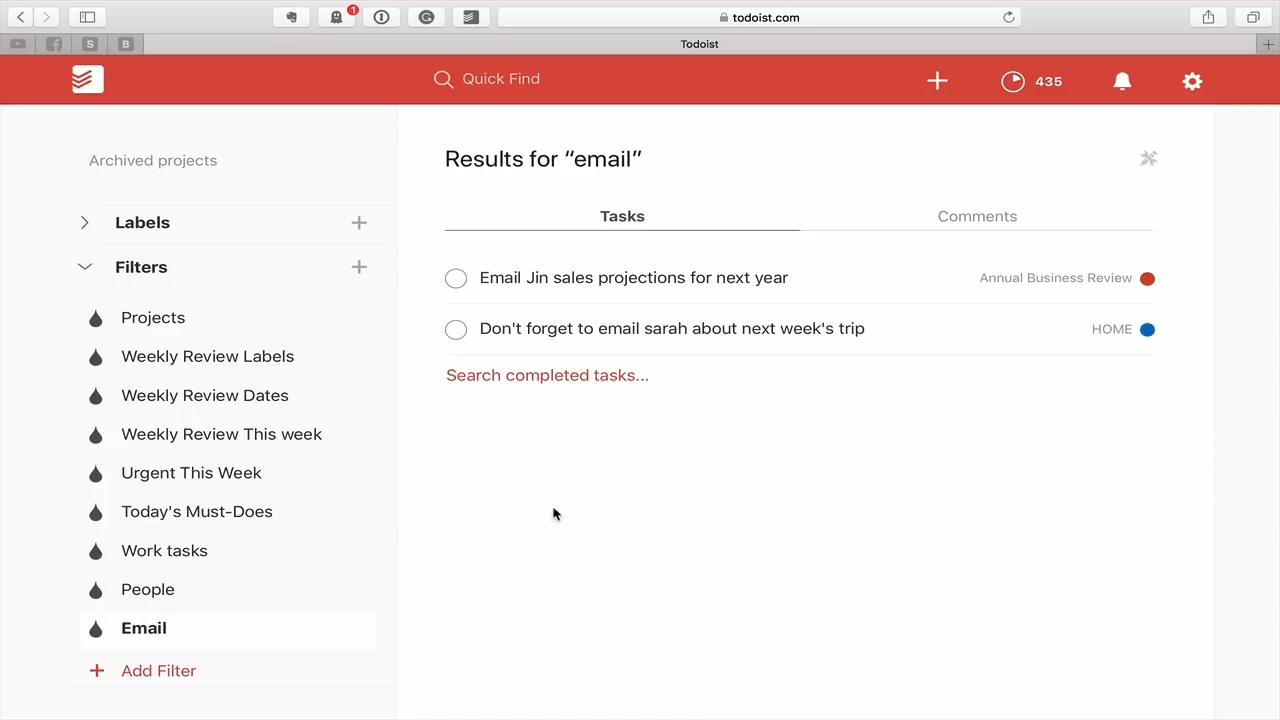 1
todoist.com
S
B
Todoist
Quick Find
435
Archived projects
Labels
Filters
Projects
Weekly Review Labels
Weekly Review Dates
Weekly Review This week
Urgent This Week
Today's Must-Does
Work tasks
People
Email
Add Filter
Results for “email”
Tasks
Comments
Email Jin sales projections for next year
Annual Business Review
Don't forget to email sarah about next week's trip
HOME
Search completed tasks...